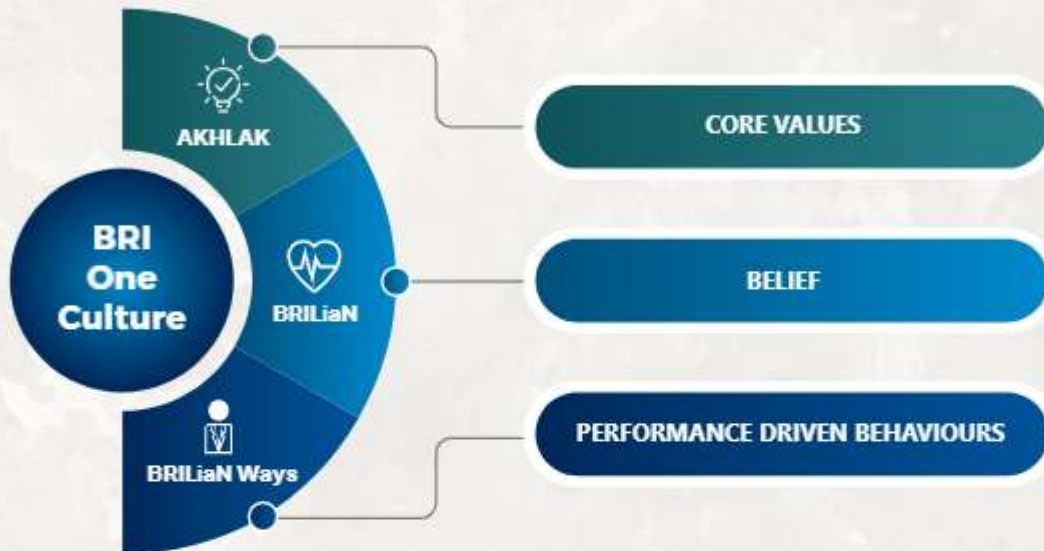 AKHLAK
CORE VALUES
BRI
One
Culture
BRILiaN
BELIEF
BRILiaN Ways
PERFORMANCE DRIVEN BEHAVIOURS